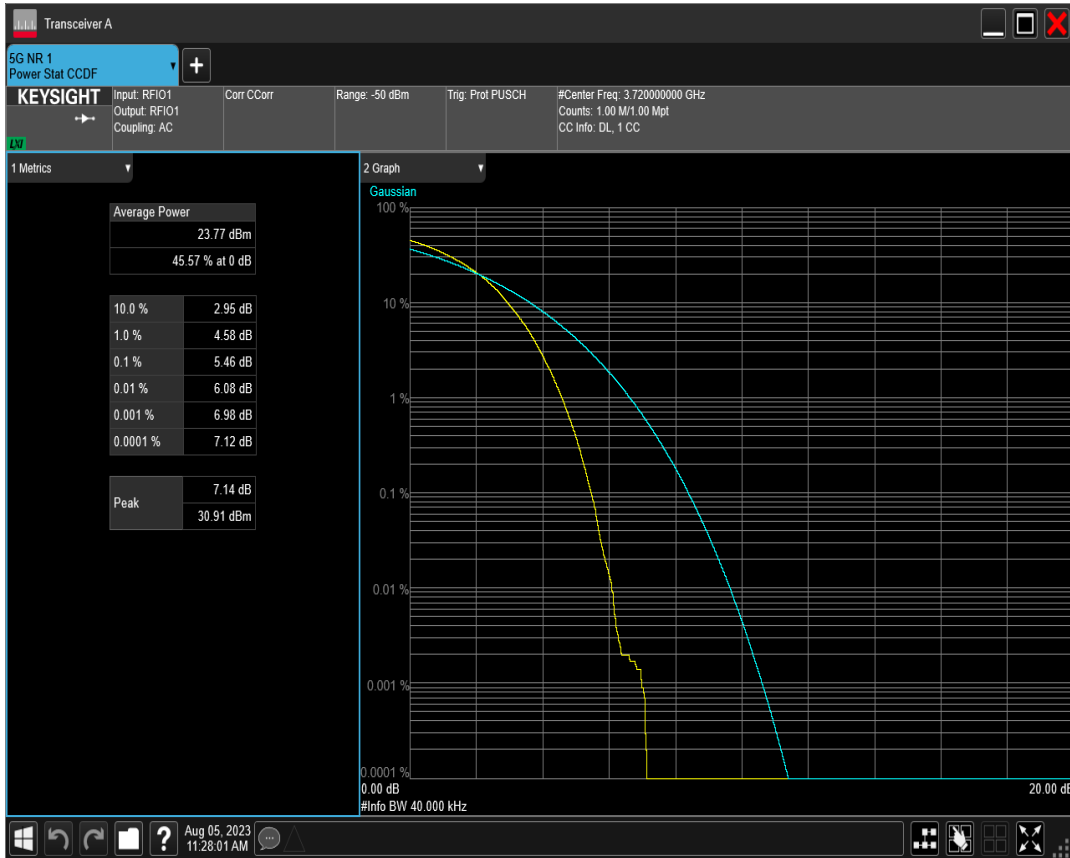 Transceiver A
5G NR 1
Power Stat CCDF
+
KEYSIGHT
LXI
Input: RFIO1
Output: RFIO1
Coupling: AC
Corr CCorr
Range: -50 dBm
Trig: Prot PUSCH
#Center Freq: 3.720000000 GHz
Counts: 1.00 M/1.00 Mpt
CC Info: DL, 1 CC
1 Metrics
Average Power
23.77 dBm
45.57 % at 0 dB
10.0 % 2.95 dB
1.0 % 4.58 dB
0.1 % 5.46 dB
0.01 % 6.08 dB
0.001 % 6.98 dB
0.0001 % 7.12 dB
Peak
7.14 dB
30.91 dBm
2 Graph
Gaussian
100 %
10 %
1 %
0.1 %
0.01 %
0.001 %
0.0001 %
0.00 dB
20.00 dB
#Info BW 40.000 kHz
?
Aug 05, 2023
11:28:01 AM